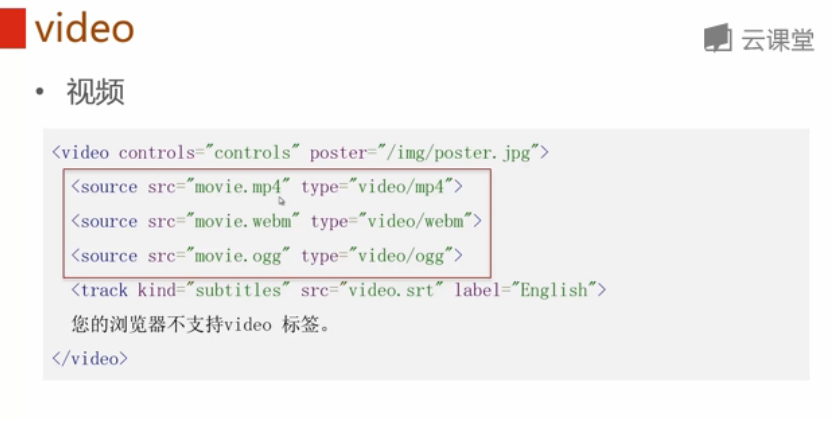 video
云课堂
• 视频
<video controls="controls" poster="/img/poster.jpg">
<source src="movie.mp4" type="video/mp4">
<source src="movie.webm" type="video/webm">
<source src="movie.ogg" type="video/ogg">
<track kind="subtitles" src="video.srt" label="English">
您的浏览器不支持video 标签。
</video>